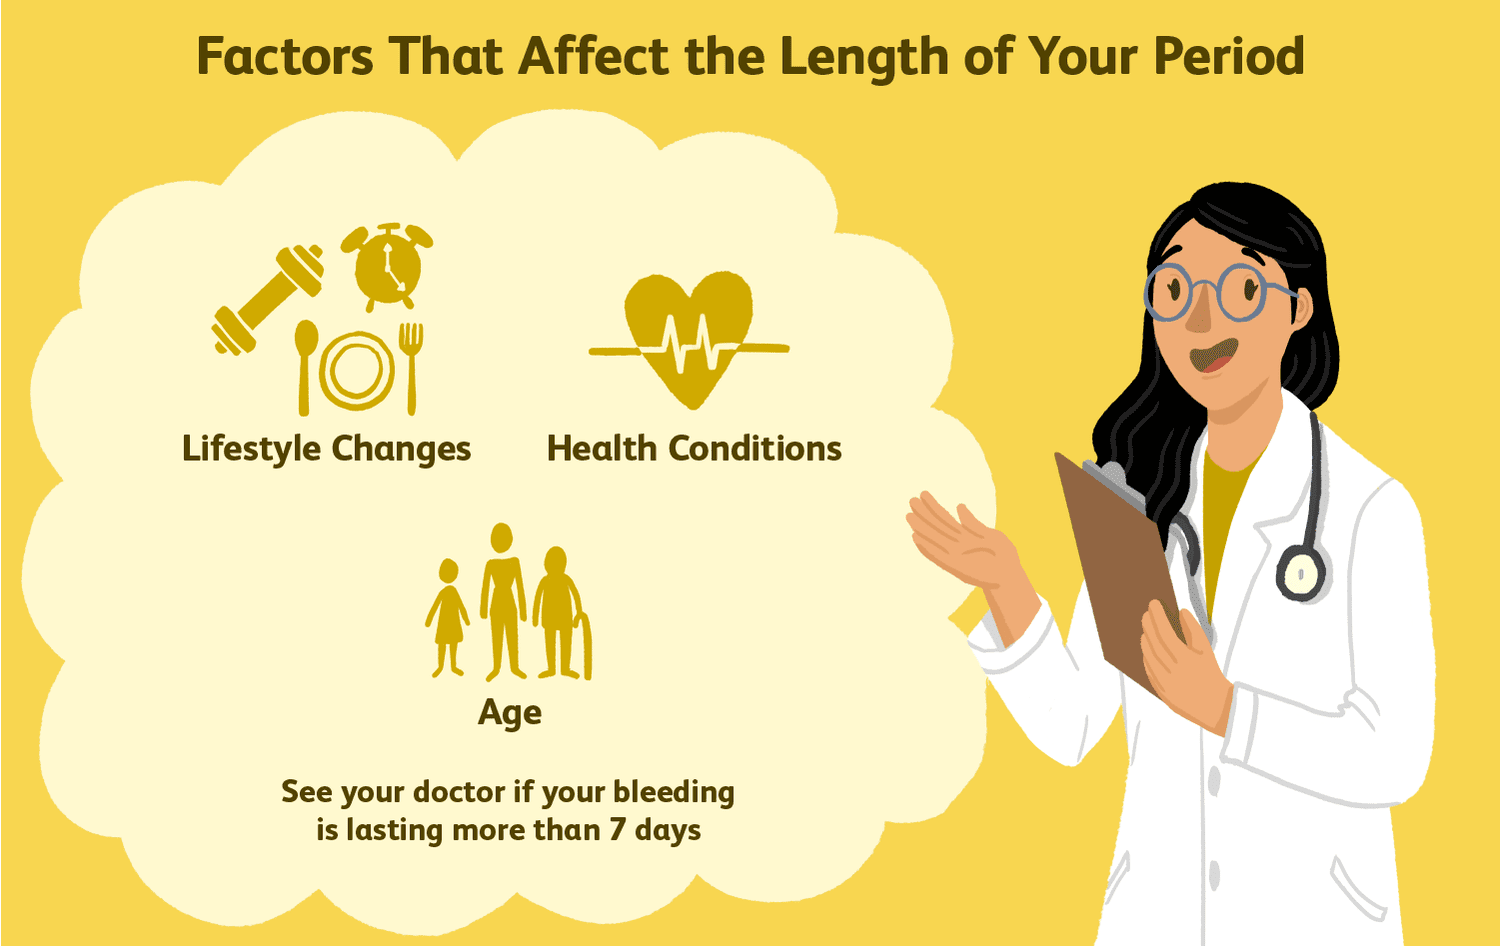 Factors That Affect the Length of Your Period
Lifestyle Changes
Health Conditions
Age
See your doctor if your bleeding
is lasting more than 7 days